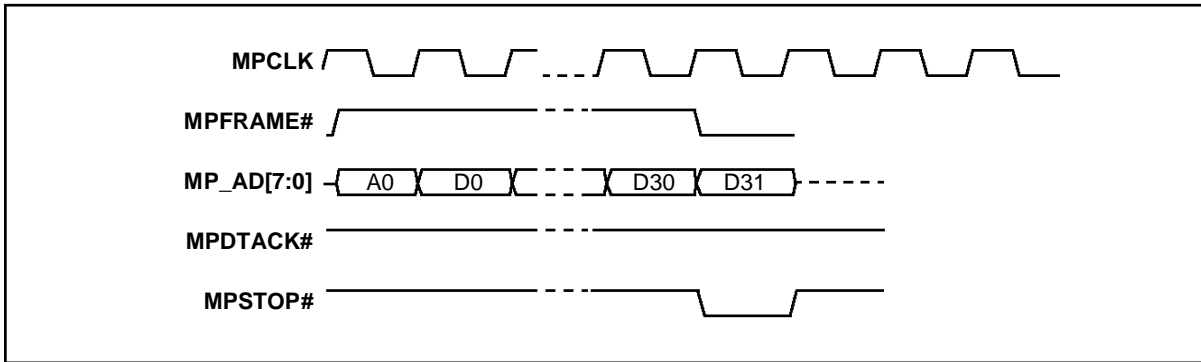 MPCLK
MPFRAME#
MP_AD[7:0] A0 D0 D30 D31
MPDTACK#
MPSTOP#